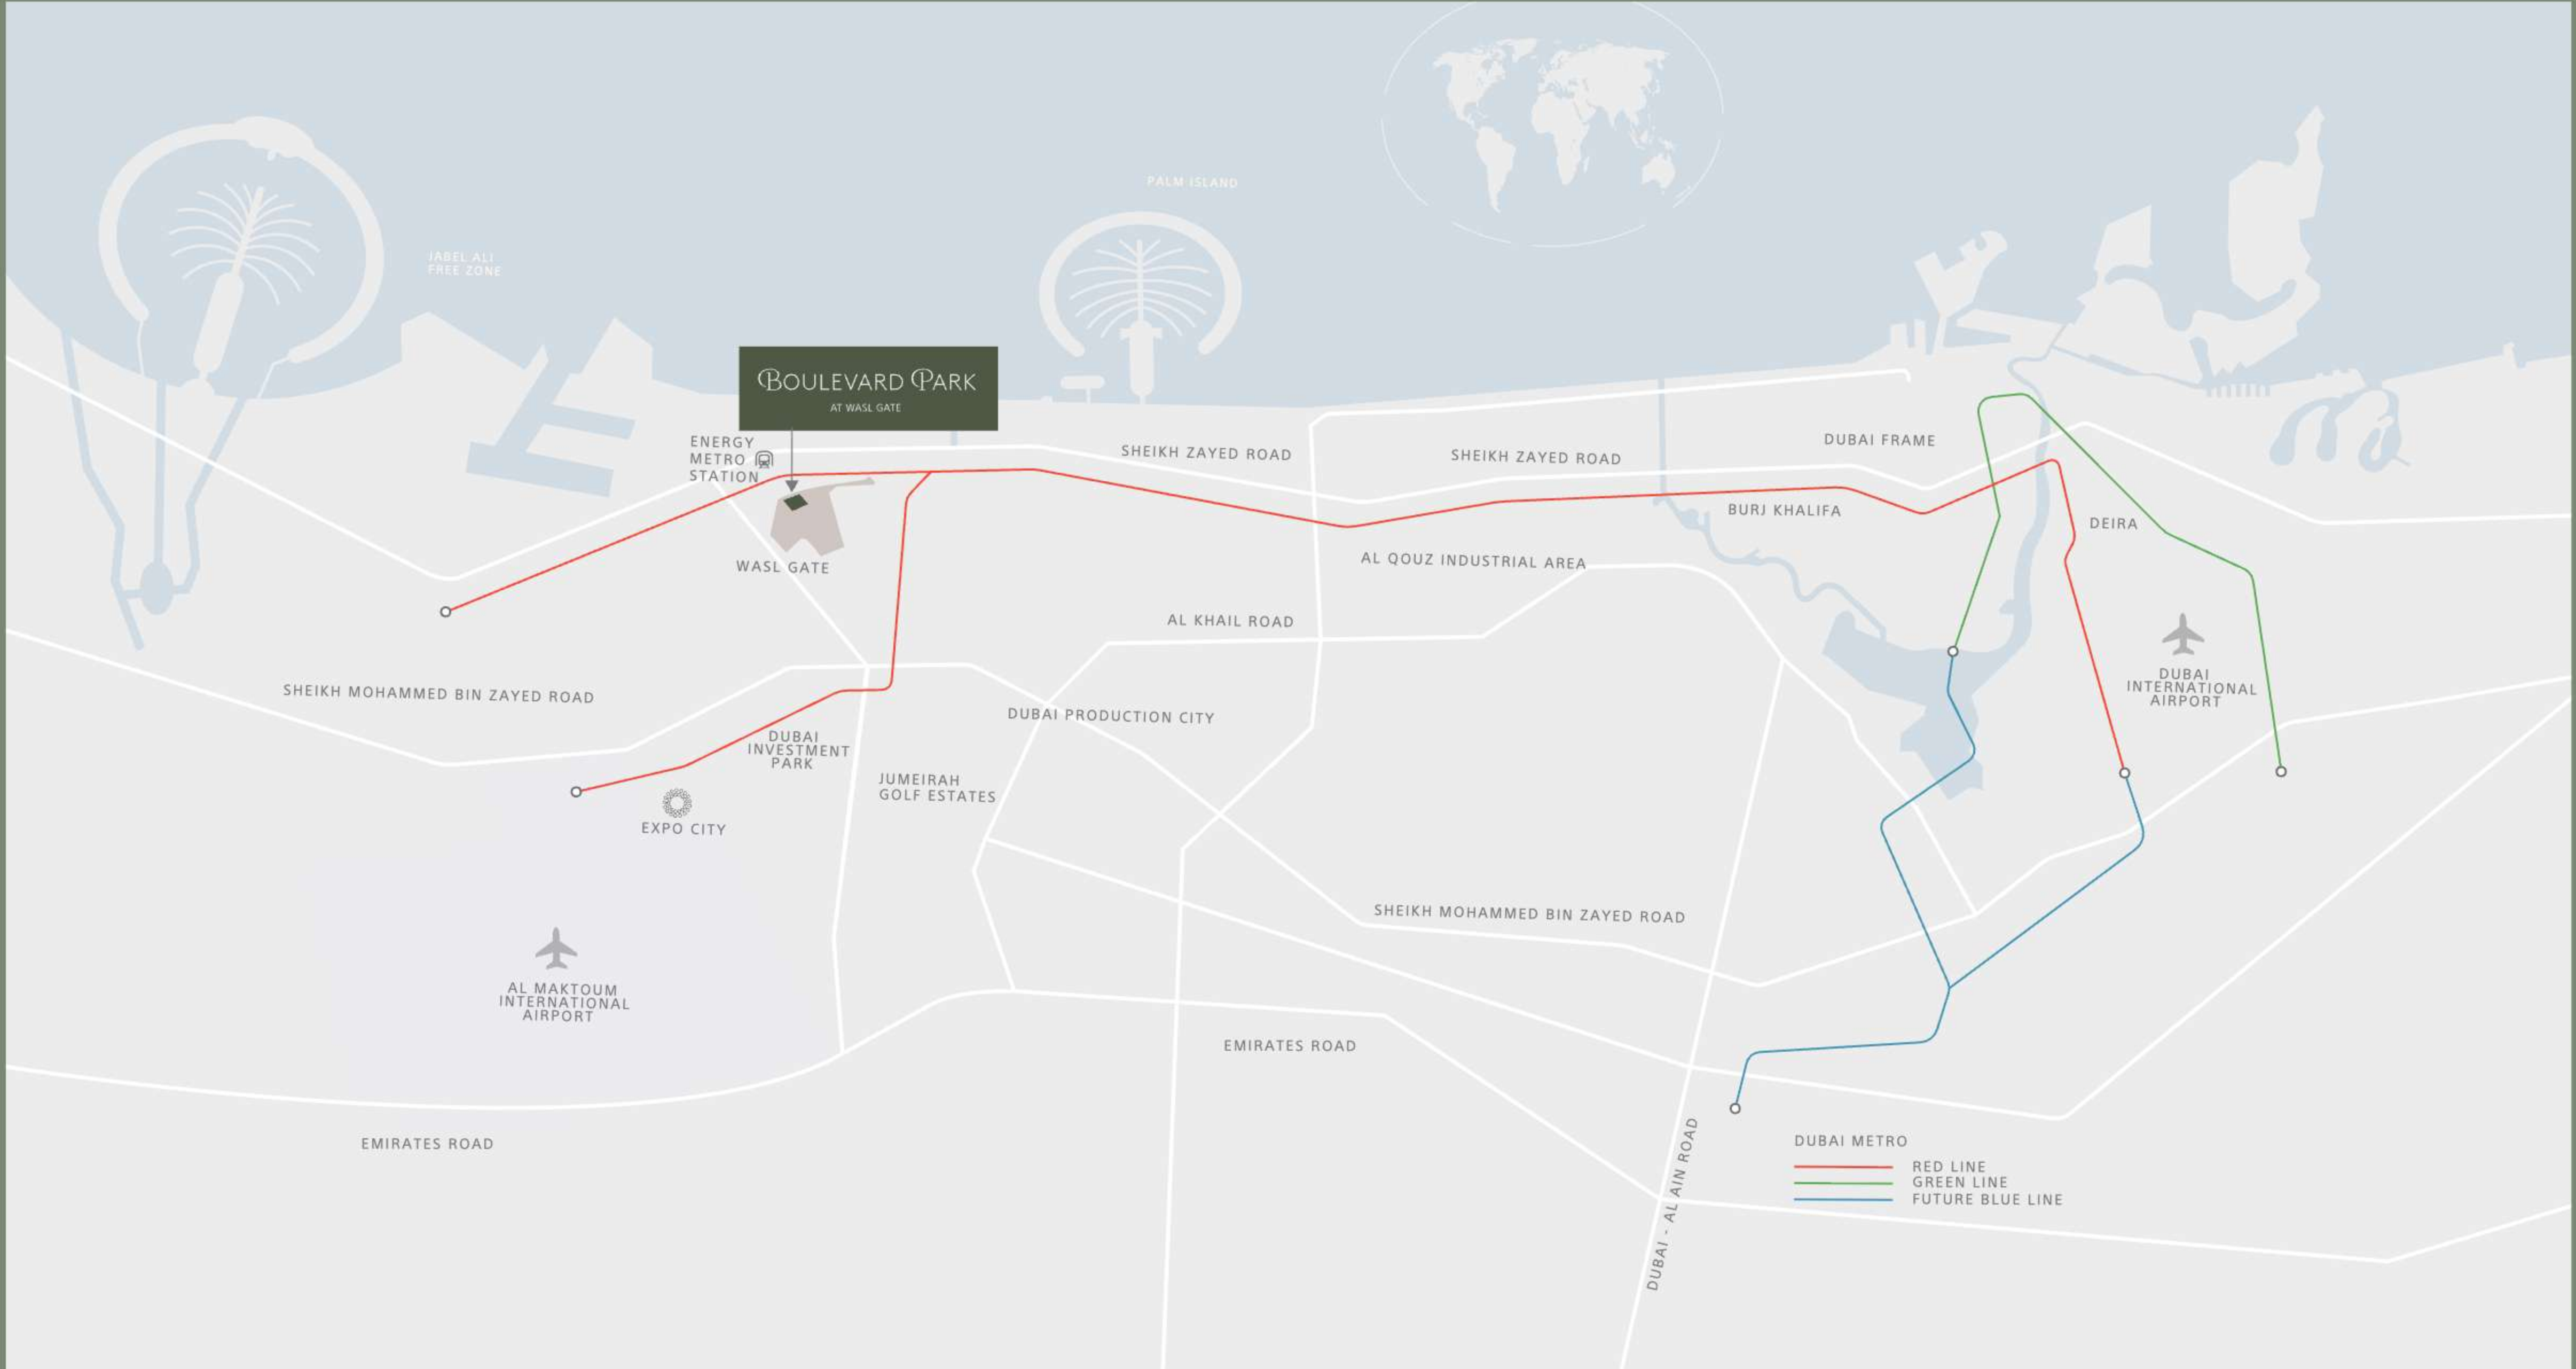 PALM ISLAND
JABEL ALI
FREE ZONE
BOULEVARD PARK
AT WASL GATE
ENERGY
METRO
STATION
SHEIKH ZAYED ROAD
SHEIKH ZAYED ROAD
DUBAI FRAME
BURJ KHALIFA
DEIRA
WASL GATE
AL QOUZ INDUSTRIAL AREA
AL KHAIL ROAD
DUBAI
INTERNATIONAL
AIRPORT
SHEIKH MOHAMMED BIN ZAYED ROAD
DUBAI PRODUCTION CITY
DUBAI
INVESTMENT
PARK
JUMEIRAH
GOLF ESTATES
EXPO CITY
SHEIKH MOHAMMED BIN ZAYED ROAD
AL MAKTOUM
INTERNATIONAL
AIRPORT
EMIRATES ROAD
EMIRATES ROAD
DUBAI - AL AIN ROAD
DUBAI METRO
RED LINE
GREEN LINE
FUTURE BLUE LINE